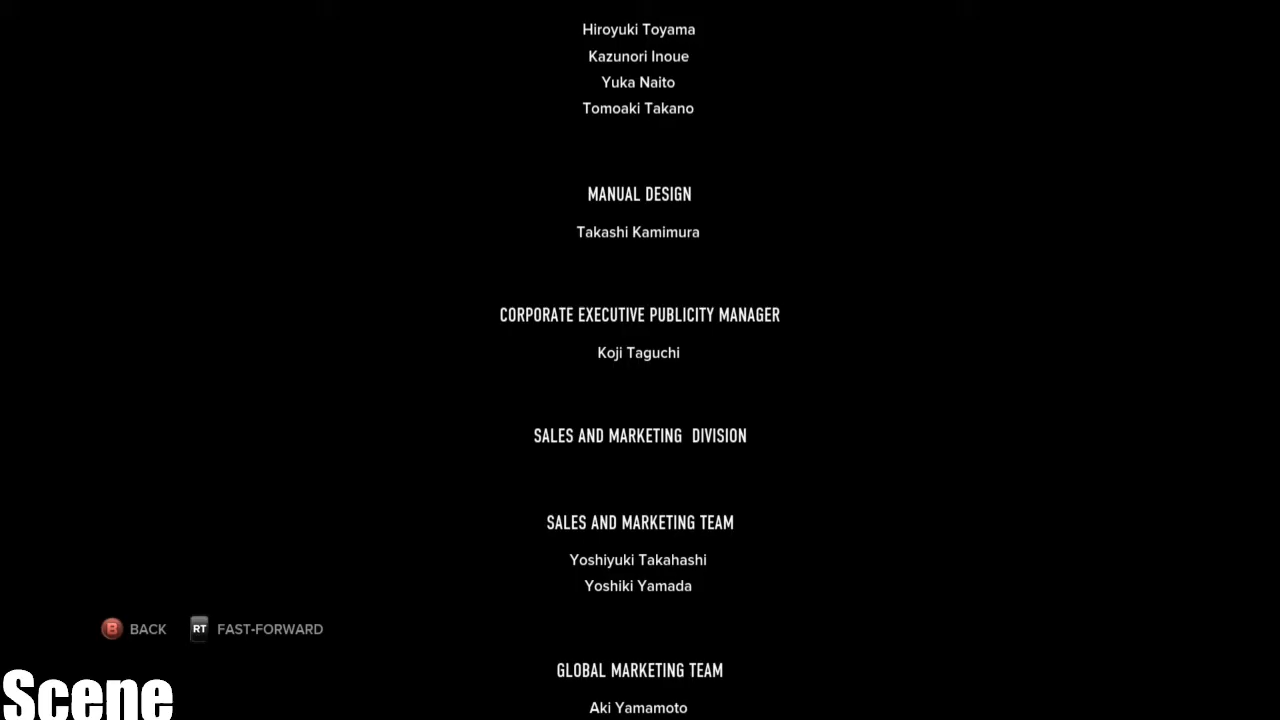 Hiroyuki Toyama
Kazunori Inoue
Yuka Naito
Tomoaki Takano
MANUAL DESIGN
Takashi Kamimura
CORPORATE EXECUTIVE PUBLICITY MANAGER
Koji Taguchi
SALES AND MARKETING  DIVISION
SALES AND MARKETING TEAM
Yoshiyuki Takahashi
Yoshiki Yamada
B BACK RT FAST-FORWARD
GLOBAL MARKETING TEAM
Aki Yamamoto
Scene